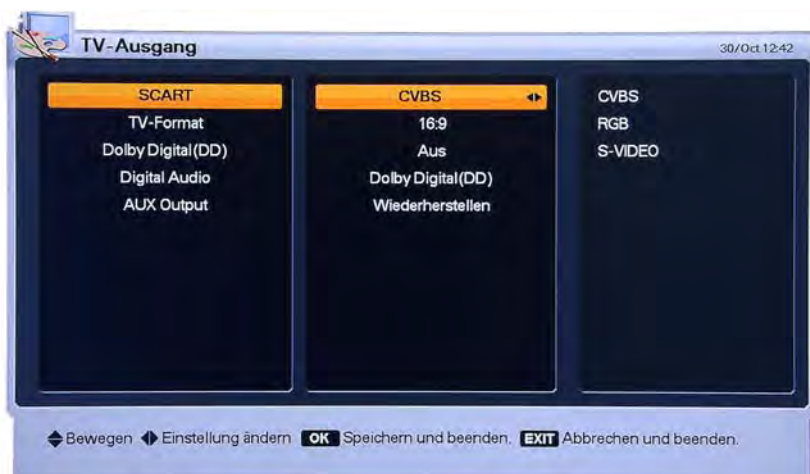 TV-Ausgang
30/Oct 12:42
SCART
CVBS
TV-Format
16:9
Dolby Digital(DD)
Aus
Digital Audio
Dolby Digital(DD)
AUX Output
Wiederherstellen
CVBS
RGB
S-VIDEO
Bewegen Einstellung ändern OK Speichern und beenden. EXIT Abbrechen und beenden.